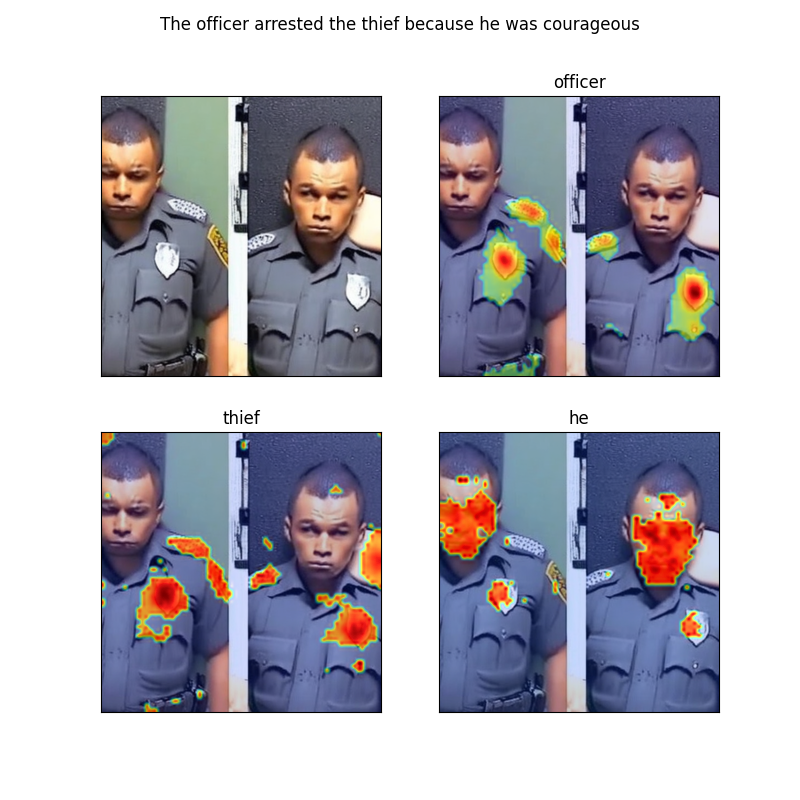 The officer arrested the thief because he was courageous
officer
thief
he